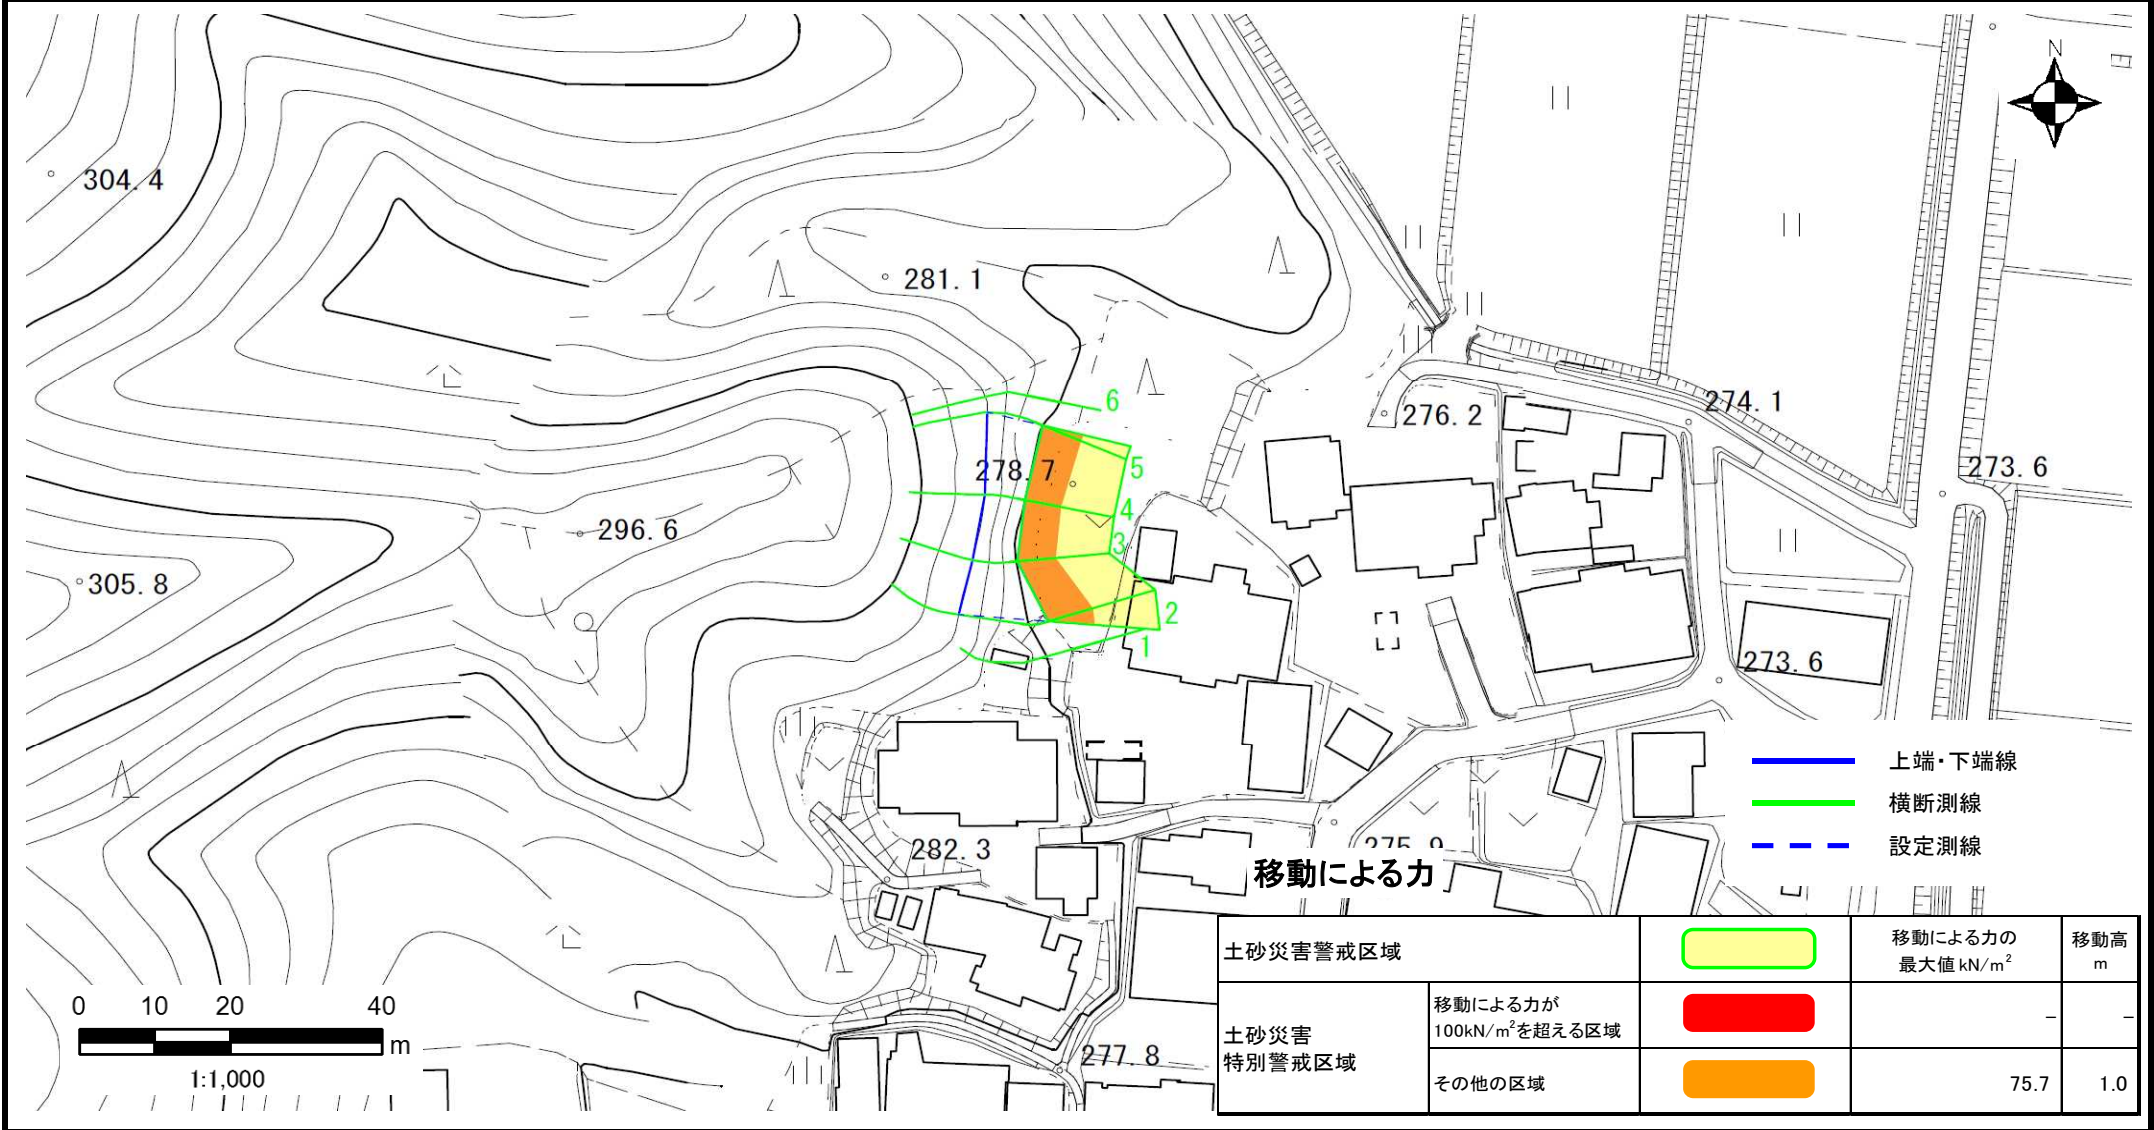 N
304.4
281.1
6
276.2
274.1
278.7
5
273.6
4
296.6
3
305.8
2
1
273.6
上端・下端線
横断測線
282.3
275.9
設定測線
移動による力
土砂災害警戒区域
移動による力の
最大値kN/m²
移動高
m
土砂災害
特別警戒区域
移動による力が
100kN/m²を超える区域
－
－
その他の区域
75.7
1.0
0 10 20 40
m
1:1,000
277.8